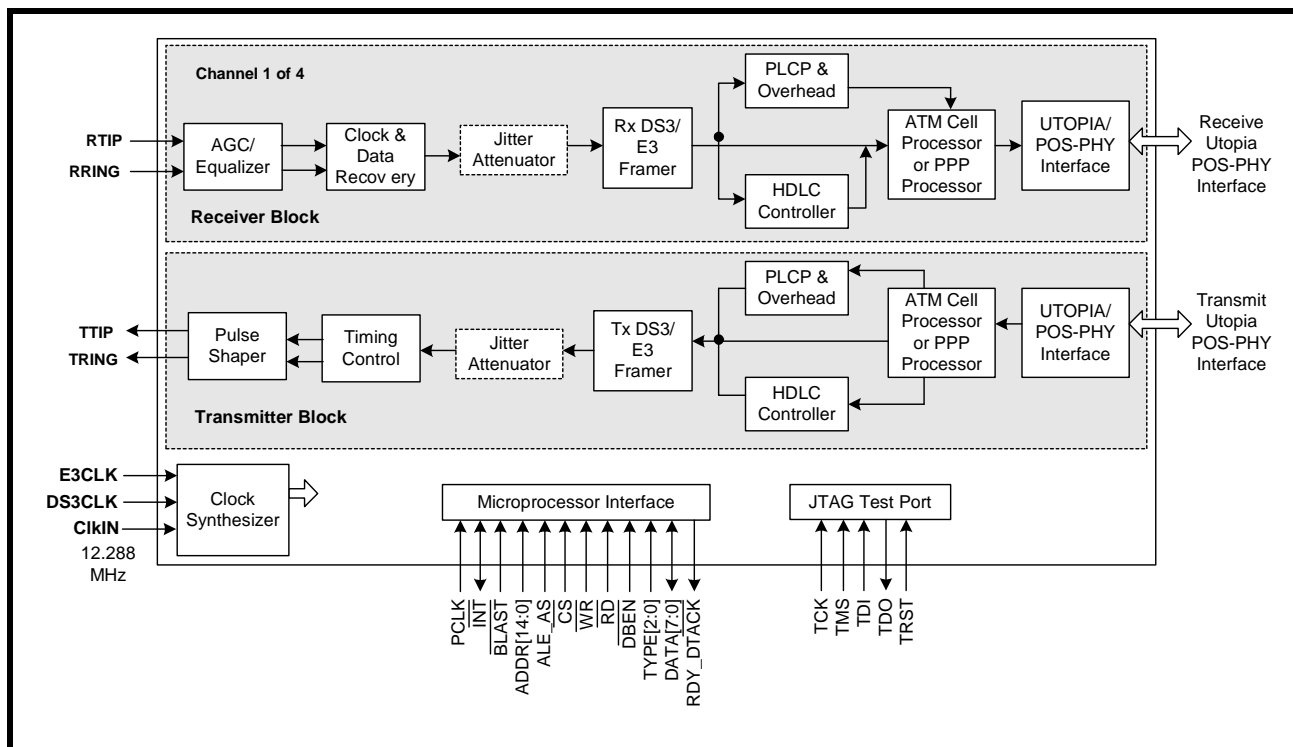 Channel 1 of 4
RTIP
RRING
AGC/
Equalizer
Clock &
Data
Recovery
Jitter
Attenuator
Rx DS3/
E3
Framer
PLCP &
Overhead
HDLC
Controller
ATM Cell
Processor
or PPP
Processor
UTOPIA/
POS-PHY
Interface
Receive
Utopia
POS-PHY
Interface
Receiver Block
TTIP
TRING
Pulse
Shaper
Timing
Control
Jitter
Attenuator
Tx DS3/
E3
Framer
PLCP &
Overhead
HDLC
Controller
ATM Cell
Processor
or PPP
Processor
UTOPIA/
POS-PHY
Interface
Transmit
Utopia
POS-PHY
Interface
Transmitter Block
E3CLK
DS3CLK
ClkIN
12.288
MHz
Clock
Synthesizer
Microprocessor Interface
PCLK
INT
BLAST
ADDR[14:0]
ALE_AS
CS
WR
RD
DBEN
TYPE[2:0]
DATA[7:0]
RDY_DTACK
JTAG Test Port
TCK
TMS
TDI
TDO
TRST